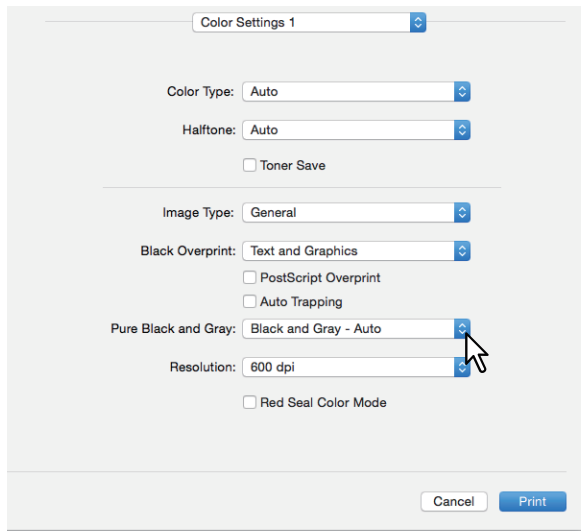 Color Settings 1
Color Type: Auto
Halftone: Auto
Toner Save
Image Type: General
Black Overprint: Text and Graphics
PostScript Overprint
Auto Trapping
Pure Black and Gray: Black and Gray - Auto
Resolution: 600 dpi
Red Seal Color Mode
Cancel Print